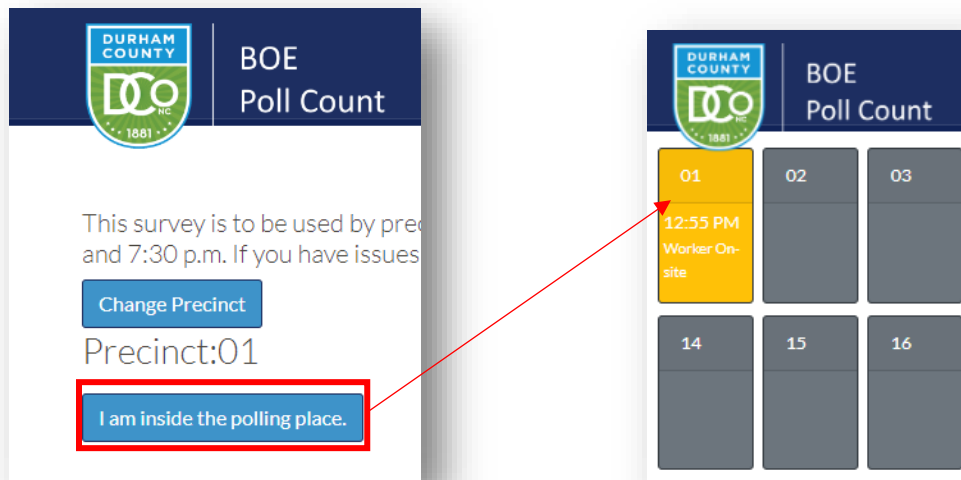 DURHAM
COUNTY
DCO
NC
1881
BOE
Poll Count
This survey is to be used by
and 7:30 p.m. If you have issues
Change Precinct
Precinct:01
I am inside the polling place.
DURHAM
COUNTY
DCO
NC
1881
BOE
Poll Count
01
12:55 PM
Worker On-
site
02
03
14
15
16